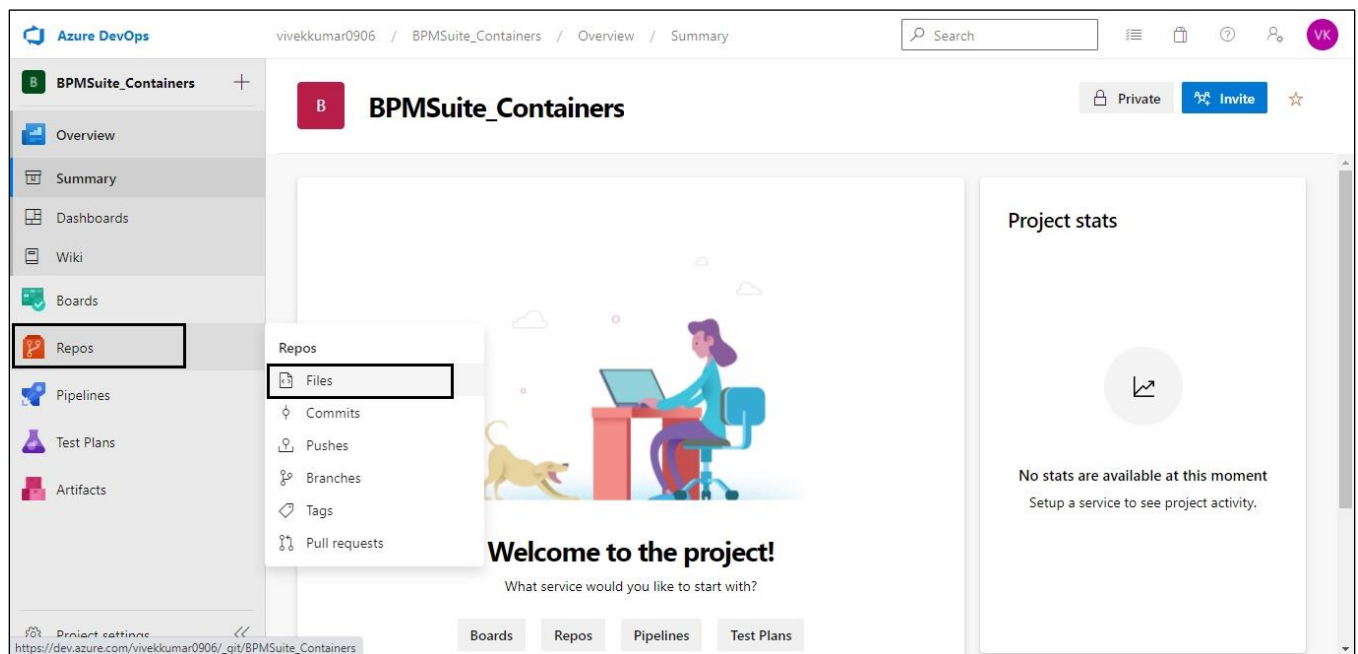 Azure DevOps
vivekkumar0906 / BPMSuite_Containers / Overview / Summary
Search
VK
B BPMSuite_Containers
B BPMSuite_Containers
Private
Invite
Overview
Summary
Dashboards
Wiki
Boards
Repos
Pipelines
Test Plans
Artifacts
Project settings
https://dev.azure.com/vivekkumar0906/_git/BPMSuite_Containers
Repos
Files
Commits
Pushes
Branches
Tags
Pull requests
Welcome to the project!
What service would you like to start with?
Boards Repos Pipelines Test Plans
Project stats
No stats are available at this moment
Setup a service to see project activity.